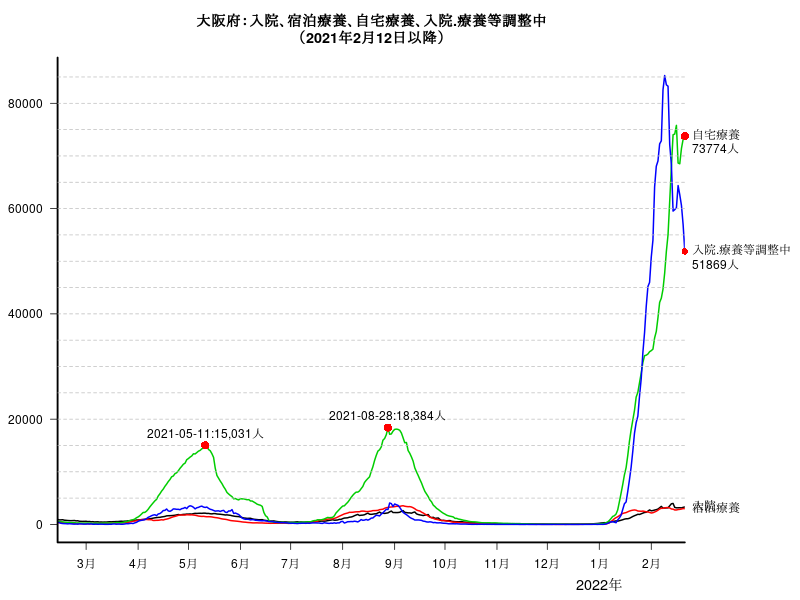 大阪府：入院、宿泊療養、自宅療養、入院.療養等調整中
（2021年2月12日以降）
80000
60000
40000
20000
0
自宅療養
73774人
入院.療養等調整中
51869人
2021-05-11:15,031人
2021-08-28:18,384人
療養
3月
4月
5月
6月
7月
8月
9月
10月
11月
12月
1月
2月
2022年